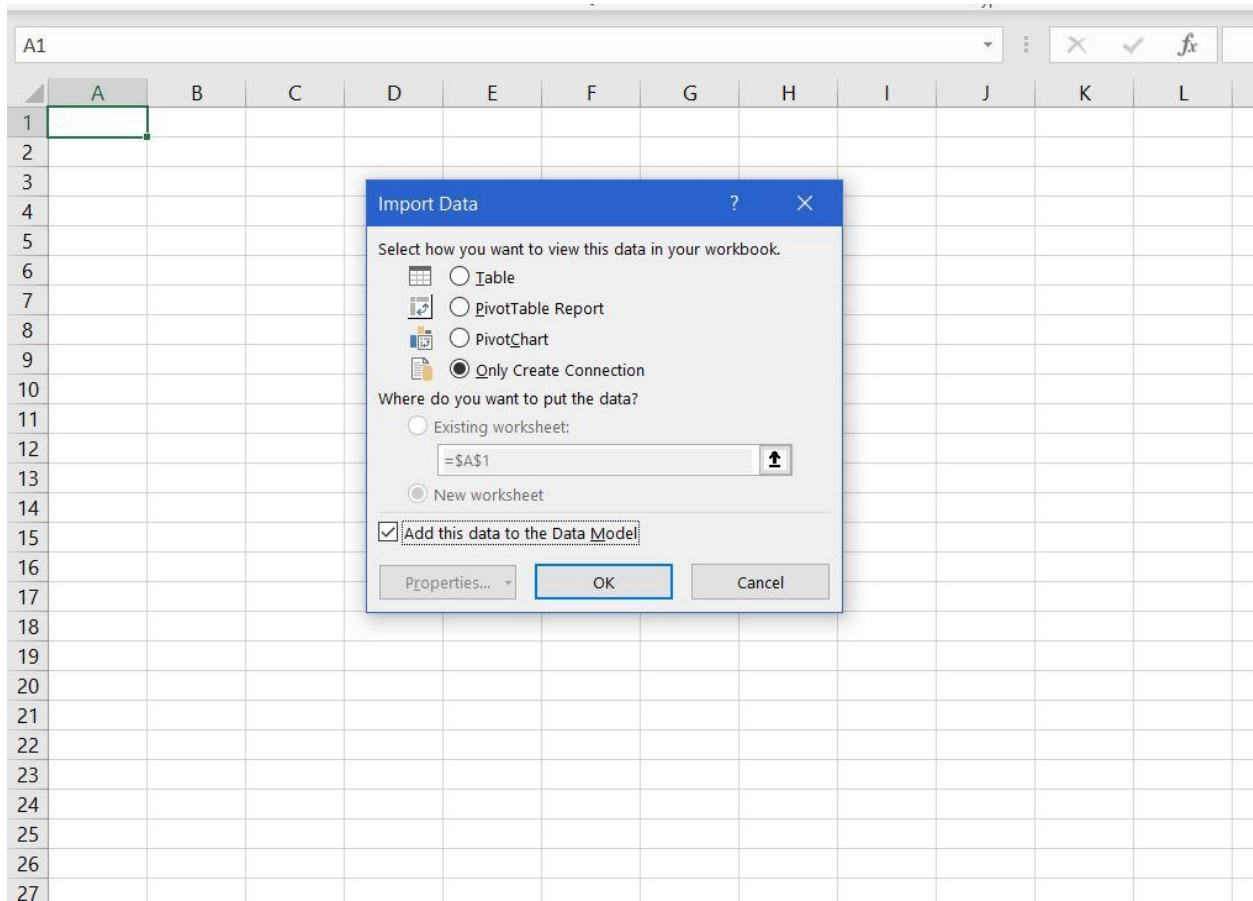 A1
fx
A B C D E F G H I J K L
1
2
3
Import Data ?
4
5
Select how you want to view this data in your workbook.
6
Table
7
PivotTable Report
8
PivotChart
9
Only Create Connection
10
Where do you want to put the data?
11
Existing worksheet:
12
=$A$1
13
New worksheet
14
15
Add this data to the Data Model
16
Properties... OK Cancel
17
18
19
20
21
22
23
24
25
26
27